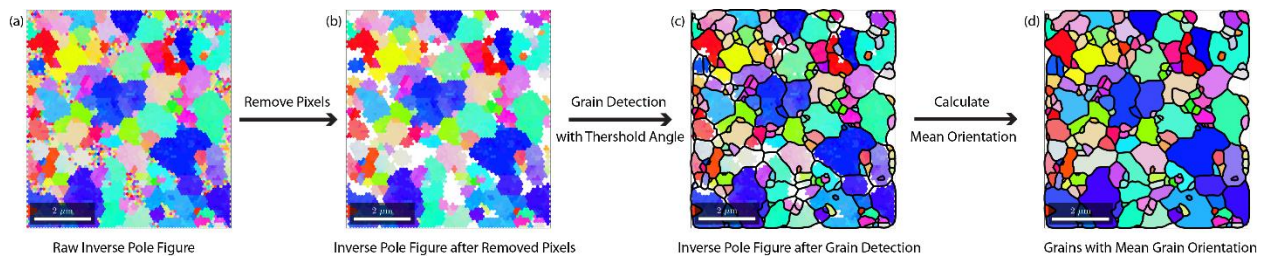 (a)
(b)
(c)
(d)
Remove Pixels
Grain Detection
with Thershold Angle
Calculate
Mean Orientation
2 μm
2 μm
2 μm
2 μm
Raw Inverse Pole Figure
Inverse Pole Figure after Removed Pixels
Inverse Pole Figure after Grain Detection
Grains with Mean Grain Orientation